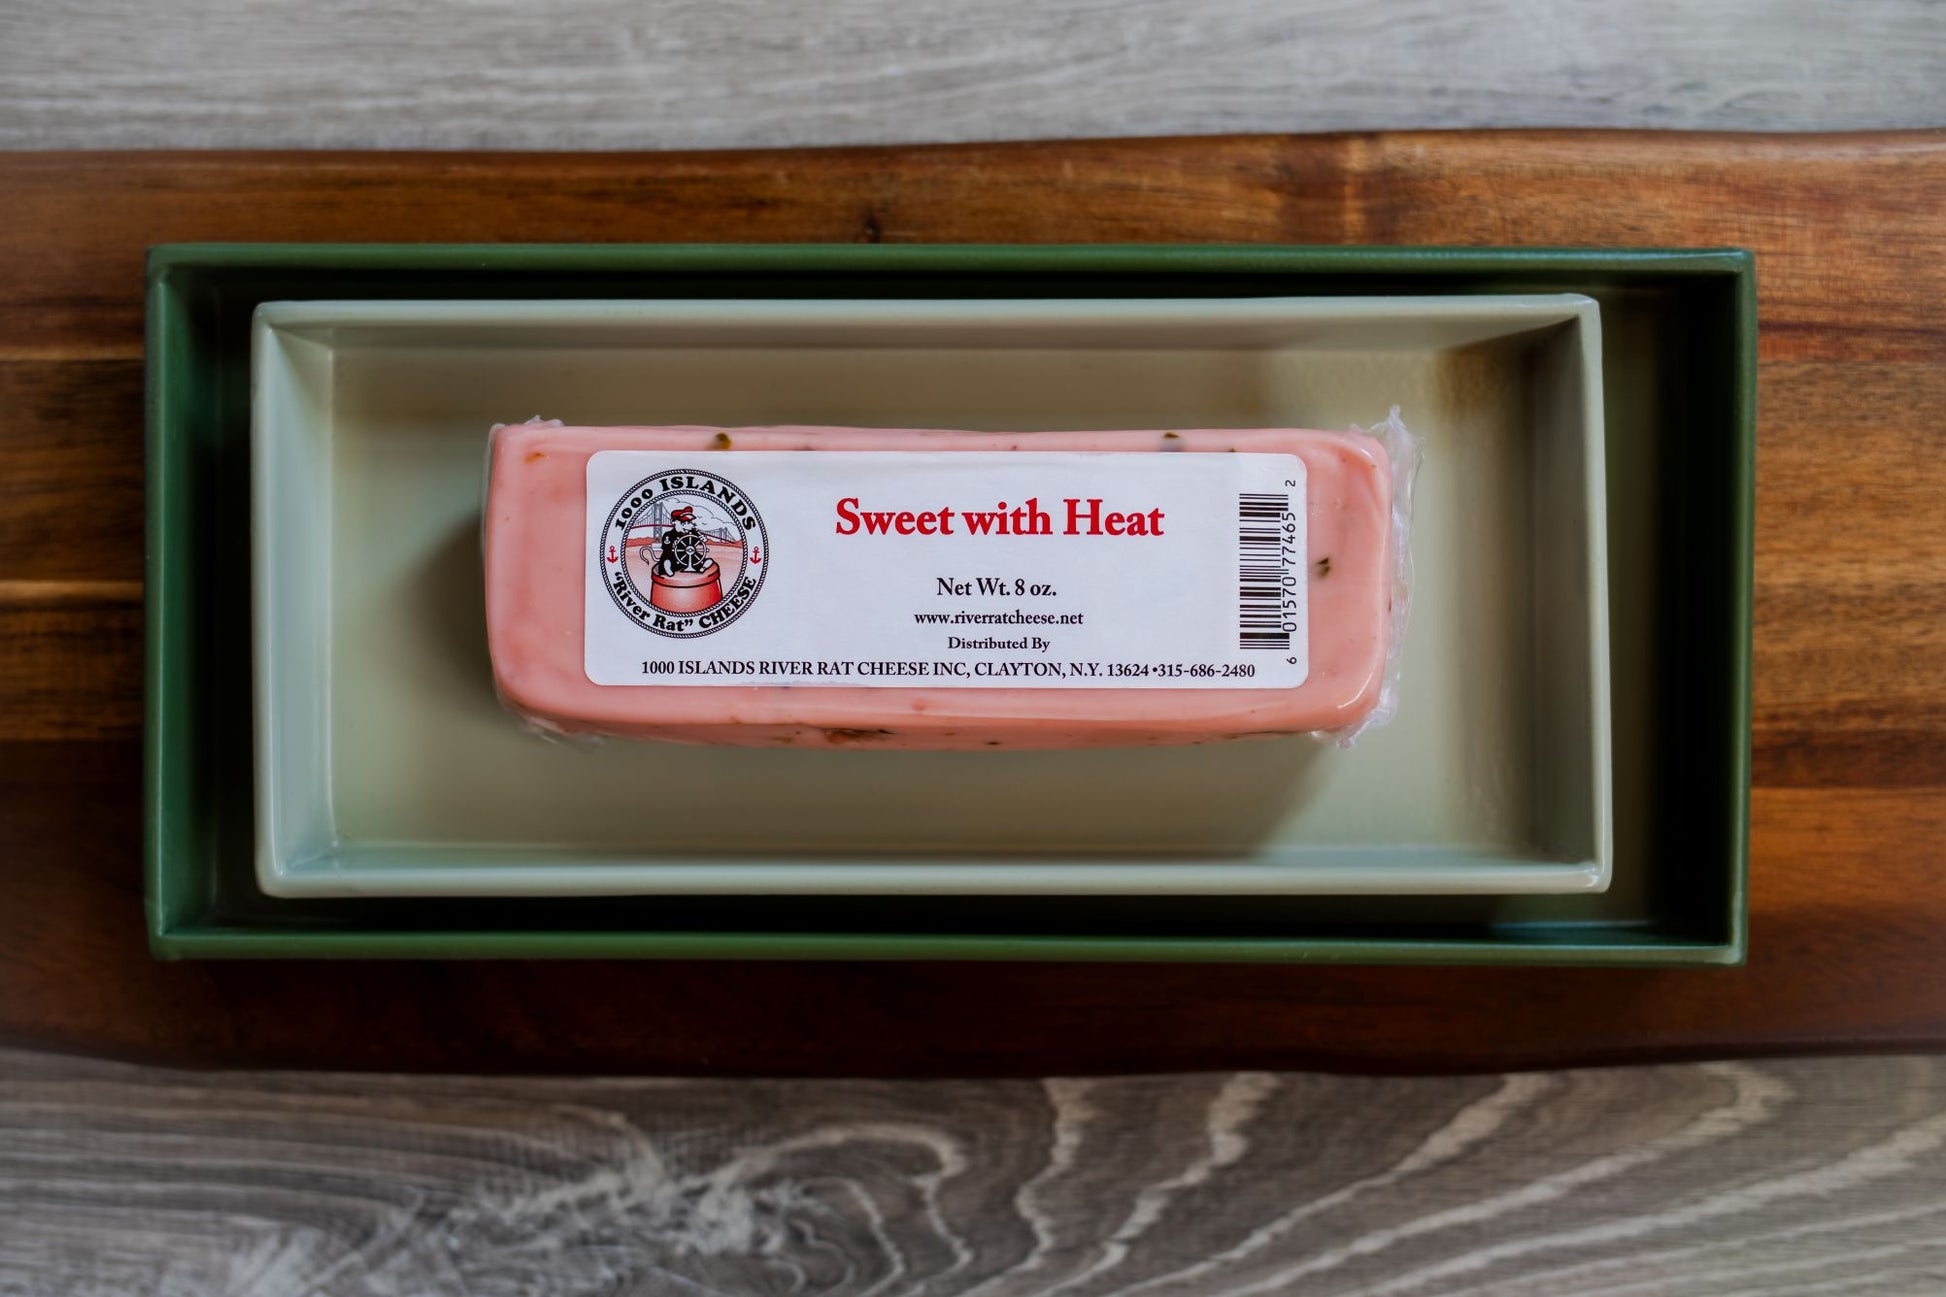 1000 ISLANDS
"River Rat" CHEESE
Sweet with Heat
Net Wt. 8 oz.
www.riverratcheese.net
Distributed By
1000 ISLANDS RIVER RAT CHEESE INC, CLAYTON, N.Y. 13624 •315-686-2480
6 01570 77465 2